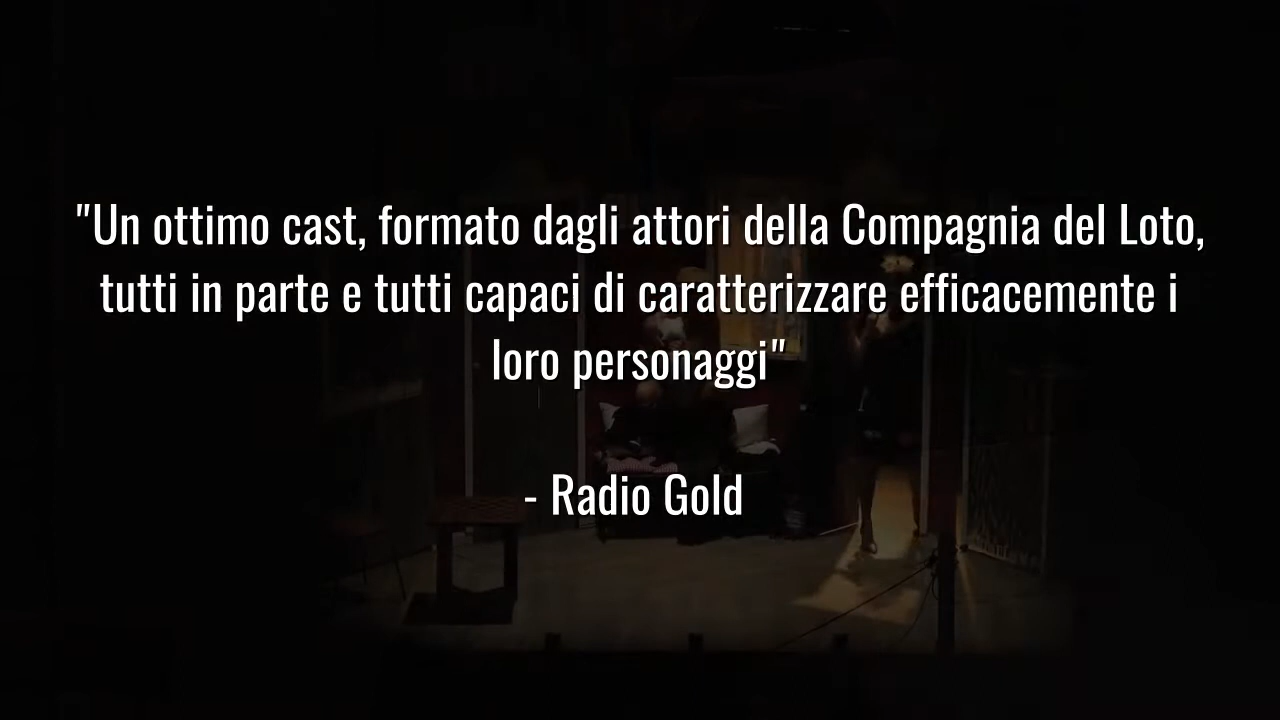 "Un ottimo cast, formato dagli attori della Compagnia del Loto,
tutti in parte e tutti capaci di caratterizzare efficacemente i
loro personaggi"
- Radio Gold